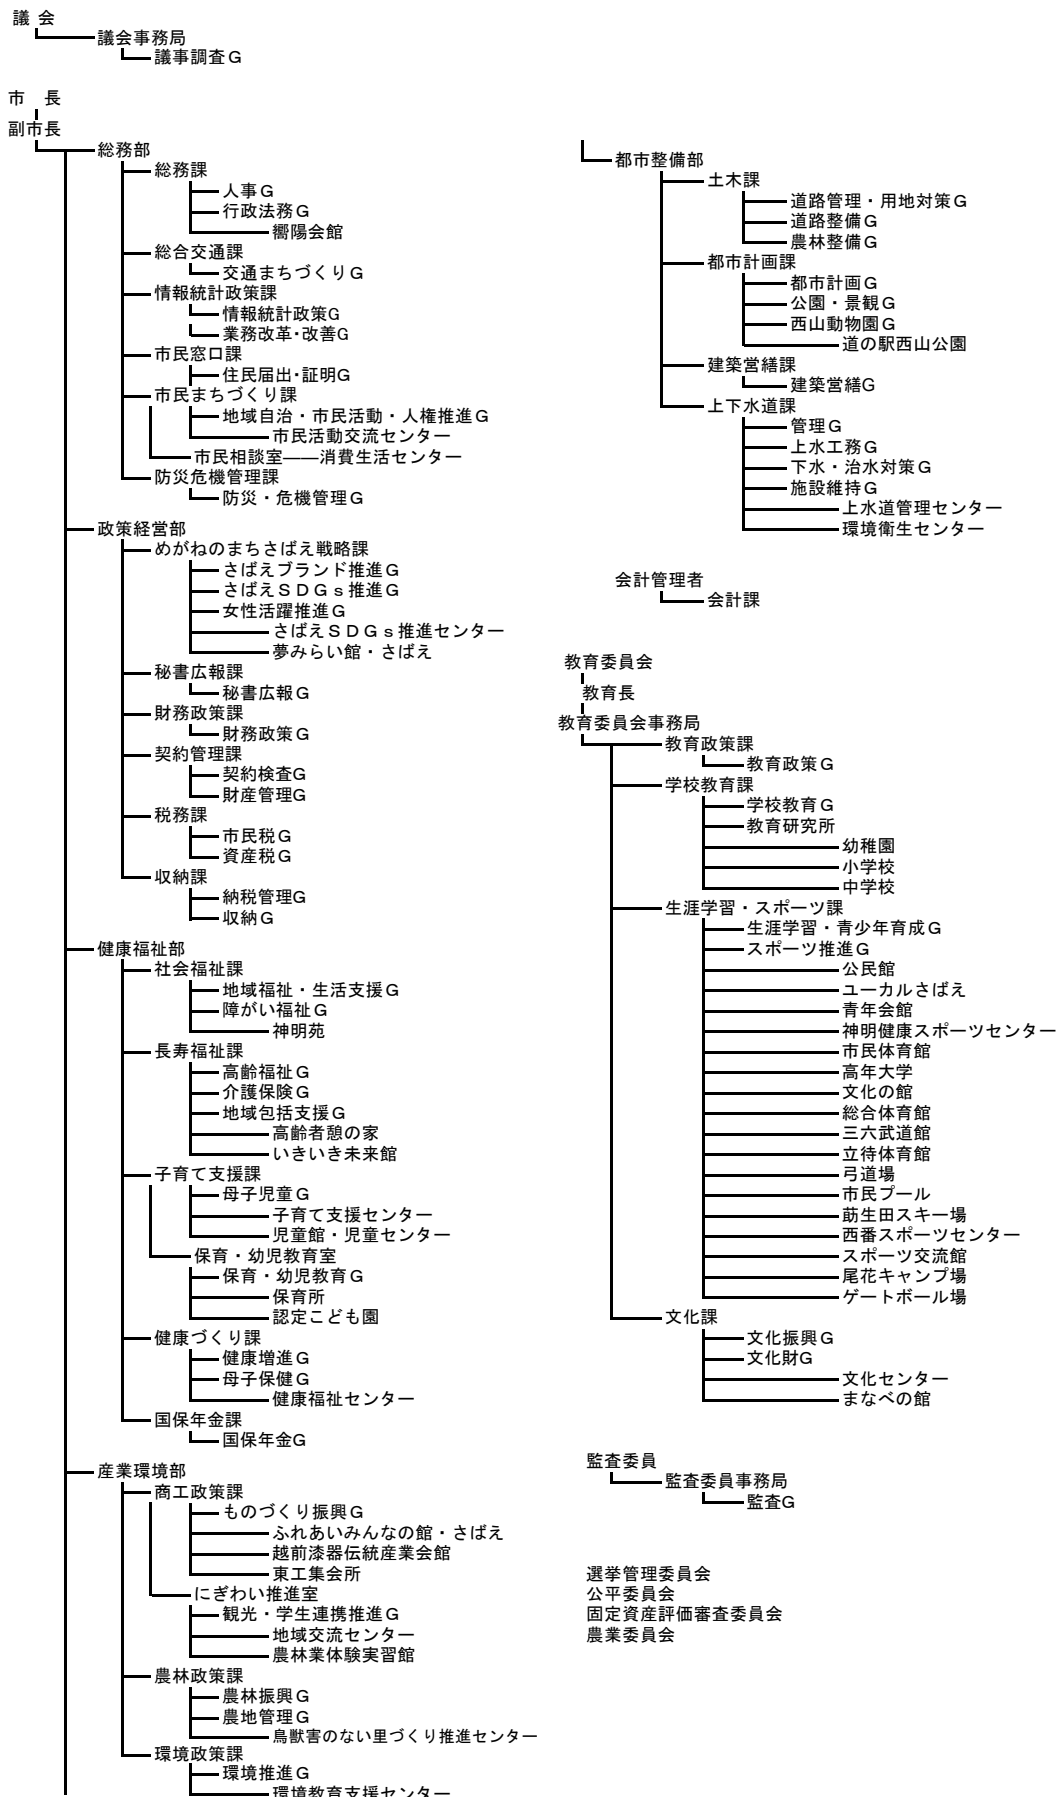 議 会
議会事務局
議事調査Ｇ
市　長
副市長
総務部
総務課
人事Ｇ
行政法務Ｇ
嚮陽会館
総合交通課
交通まちづくりＧ
情報統計政策課
情報統計政策G
業務改革･改善G
市民窓口課
住民届出･証明G
市民まちづくり課
地域自治・市民活動・人権推進Ｇ
市民活動交流センター
市民相談室――消費生活センター
防災危機管理課
防災・危機管理Ｇ
政策経営部
めがねのまちさばえ戦略課
さばえブランド推進Ｇ
さばえＳＤＧｓ推進Ｇ
女性活躍推進Ｇ
さばえＳＤＧｓ推進センター
夢みらい館・さばえ
秘書広報課
秘書広報Ｇ
財務政策課
財務政策Ｇ
契約管理課
契約検査G
財産管理G
税務課
市民税Ｇ
資産税Ｇ
収納課
納税管理G
収納Ｇ
健康福祉部
社会福祉課
地域福祉・生活支援Ｇ
障がい福祉Ｇ
神明苑
長寿福祉課
高齢福祉Ｇ
介護保険Ｇ
地域包括支援Ｇ
高齢者憩の家
いきいき未来館
子育て支援課
母子児童Ｇ
子育て支援センター
児童館・児童センター
保育・幼児教育室
保育・幼児教育Ｇ
保育所
認定こども園
健康づくり課
健康増進Ｇ
母子保健Ｇ
健康福祉センター
国保年金課
国保年金G
産業環境部
商工政策課
ものづくり振興Ｇ
ふれあいみんなの館・さばえ
越前漆器伝統産業会館
東工集会所
にぎわい推進室
観光・学生連携推進Ｇ
地域交流センター
農林業体験実習館
農林政策課
農林振興Ｇ
農地管理Ｇ
鳥獣害のない里づくり推進センター
環境政策課
環境推進Ｇ
環境教育支援センター
都市整備部
土木課
道路管理・用地対策Ｇ
道路整備Ｇ
農林整備Ｇ
都市計画課
都市計画Ｇ
公園・景観Ｇ
西山動物園Ｇ
道の駅西山公園
建築営繕課
建築営繕G
上下水道課
管理Ｇ
上水工務Ｇ
下水・治水対策Ｇ
施設維持Ｇ
上水道管理センター
環境衛生センター
会計管理者
会計課
教育委員会
教育長
教育委員会事務局
教育政策課
教育政策Ｇ
学校教育課
学校教育Ｇ
教育研究所
幼稚園
小学校
中学校
生涯学習・スポーツ課
生涯学習・青少年育成Ｇ
スポーツ推進Ｇ
公民館
ユーカルさばえ
青年会館
神明健康スポーツセンター
市民体育館
高年大学
文化の館
総合体育館
三六武道館
立待体育館
弓道場
市民プール
莇生田スキー場
西番スポーツセンター
スポーツ交流館
尾花キャンプ場
ゲートボール場
文化課
文化振興Ｇ
文化財G
文化センター
まなべの館
監査委員
監査委員事務局
監査G
選挙管理委員会
公平委員会
固定資産評価審査委員会
農業委員会